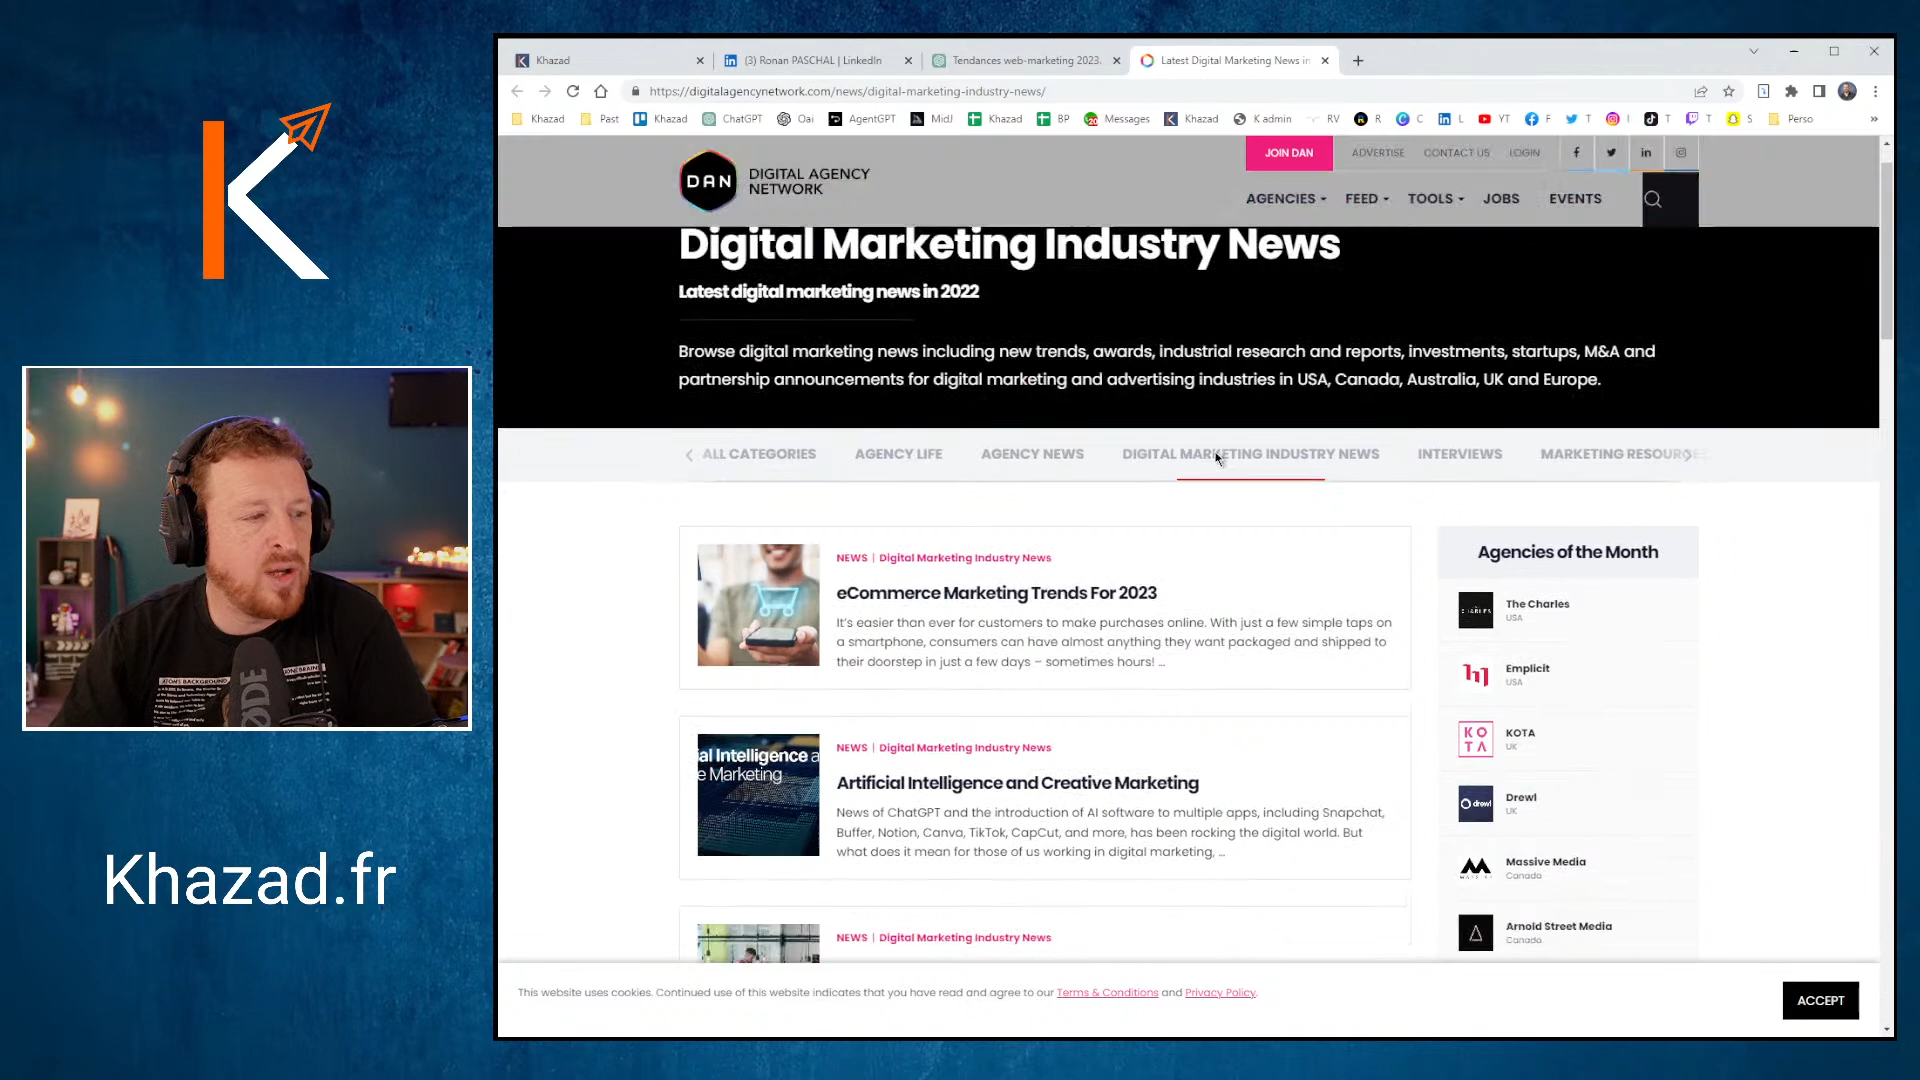 Khazad
(3) Ronan PASCHAL | LinkedIn
Tendances web-marketing 2023.
Latest Digital Marketing News in
https://digitalagencynetwork.com/news/digital-marketing-industry-news/
Khazad
Past
Khazad
ChatGPT
Oai
AgentGPT
MidJ
Khazad
BP
Messages
Khazad
K admin
RV
R
C
L
YT
F
T
I
T
T
S
Perso
JOIN DAN
ADVERTISE
CONTACT US
LOGIN
DAN
DIGITAL AGENCY
NETWORK
AGENCIES
FEED
TOOLS
JOBS
EVENTS
Digital Marketing Industry News
Latest digital marketing news in 2022
Browse digital marketing news including new trends, awards, industrial research and reports, investments, startups, M&A and
partnership announcements for digital marketing and advertising industries in USA, Canada, Australia, UK and Europe.
ALL CATEGORIES
AGENCY LIFE
AGENCY NEWS
DIGITAL MARKETING INDUSTRY NEWS
INTERVIEWS
MARKETING RESOURCES
NEWS | Digital Marketing Industry News
eCommerce Marketing Trends For 2023
It's easier than ever for customers to make purchases online. With just a few simple taps on
a smartphone, consumers can have almost anything they want packaged and shipped to
their doorstep in just a few days – sometimes hours! ...
al Intelligence a
e Marketing
NEWS | Digital Marketing Industry News
Artificial Intelligence and Creative Marketing
News of ChatGPT and the introduction of AI software to multiple apps, including Snapchat,
Buffer, Notion, Canva, TikTok, CapCut, and more, has been rocking the digital world. But
what does it mean for those of us working in digital marketing, ...
NEWS | Digital Marketing Industry News
Agencies of the Month
The Charles
USA
Emplicit
USA
KO
TA
KOTA
UK
drewl
Drewl
UK
Massive Media
Canada
Arnold Street Media
Canada
This website uses cookies. Continued use of this website indicates that you have read and agree to our Terms & Conditions and Privacy Policy.
ACCEPT
K
ATOM'S BACKGROUND
Khazad.fr